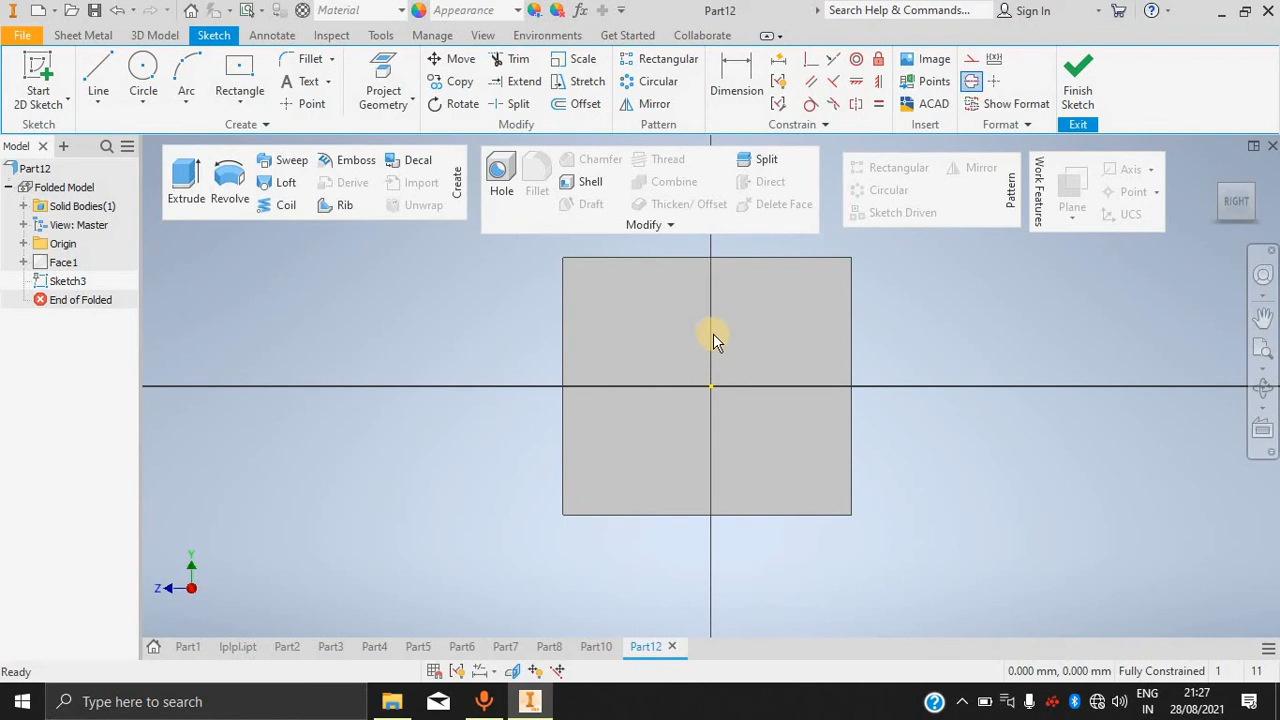 Material
Appearance
Part12
Search Help & Commands...
Sign In
File
Sheet Metal
3D Model
Sketch
Annotate
Inspect
Tools
Manage
View
Environments
Get Started
Collaborate
Start
2D Sketch
Line
Circle
Arc
Rectangle
Fillet
Text
Point
Project
Geometry
Move
Copy
Rotate
Trim
Extend
Split
Scale
Stretch
Offset
Rectangular
Circular
Mirror
Dimension
Image
Points
ACAD
Show Format
Finish
Sketch
Sketch
Create
Modify
Pattern
Constrain
Insert
Format
Exit
Model
Part12
Folded Model
Solid Bodies(1)
View: Master
Origin
Face1
Sketch3
End of Folded
Extrude
Revolve
Sweep
Loft
Coil
Emboss
Derive
Rib
Decal
Import
Unwrap
Create
Hole
Fillet
Chamfer
Shell
Draft
Thread
Combine
Thicken/ Offset
Split
Direct
Delete Face
Modify
Rectangular
Circular
Sketch Driven
Mirror
Pattern
Work Features
Plane
Axis
Point
UCS
RIGHT
Y
Z
Part1
lplpl.ipt
Part2
Part3
Part4
Part5
Part6
Part7
Part8
Part10
Part12
Ready
0.000 mm, 0.000 mm
Fully Constrained
1
11
Type here to search
ENG
IN
21:27
28/08/2021